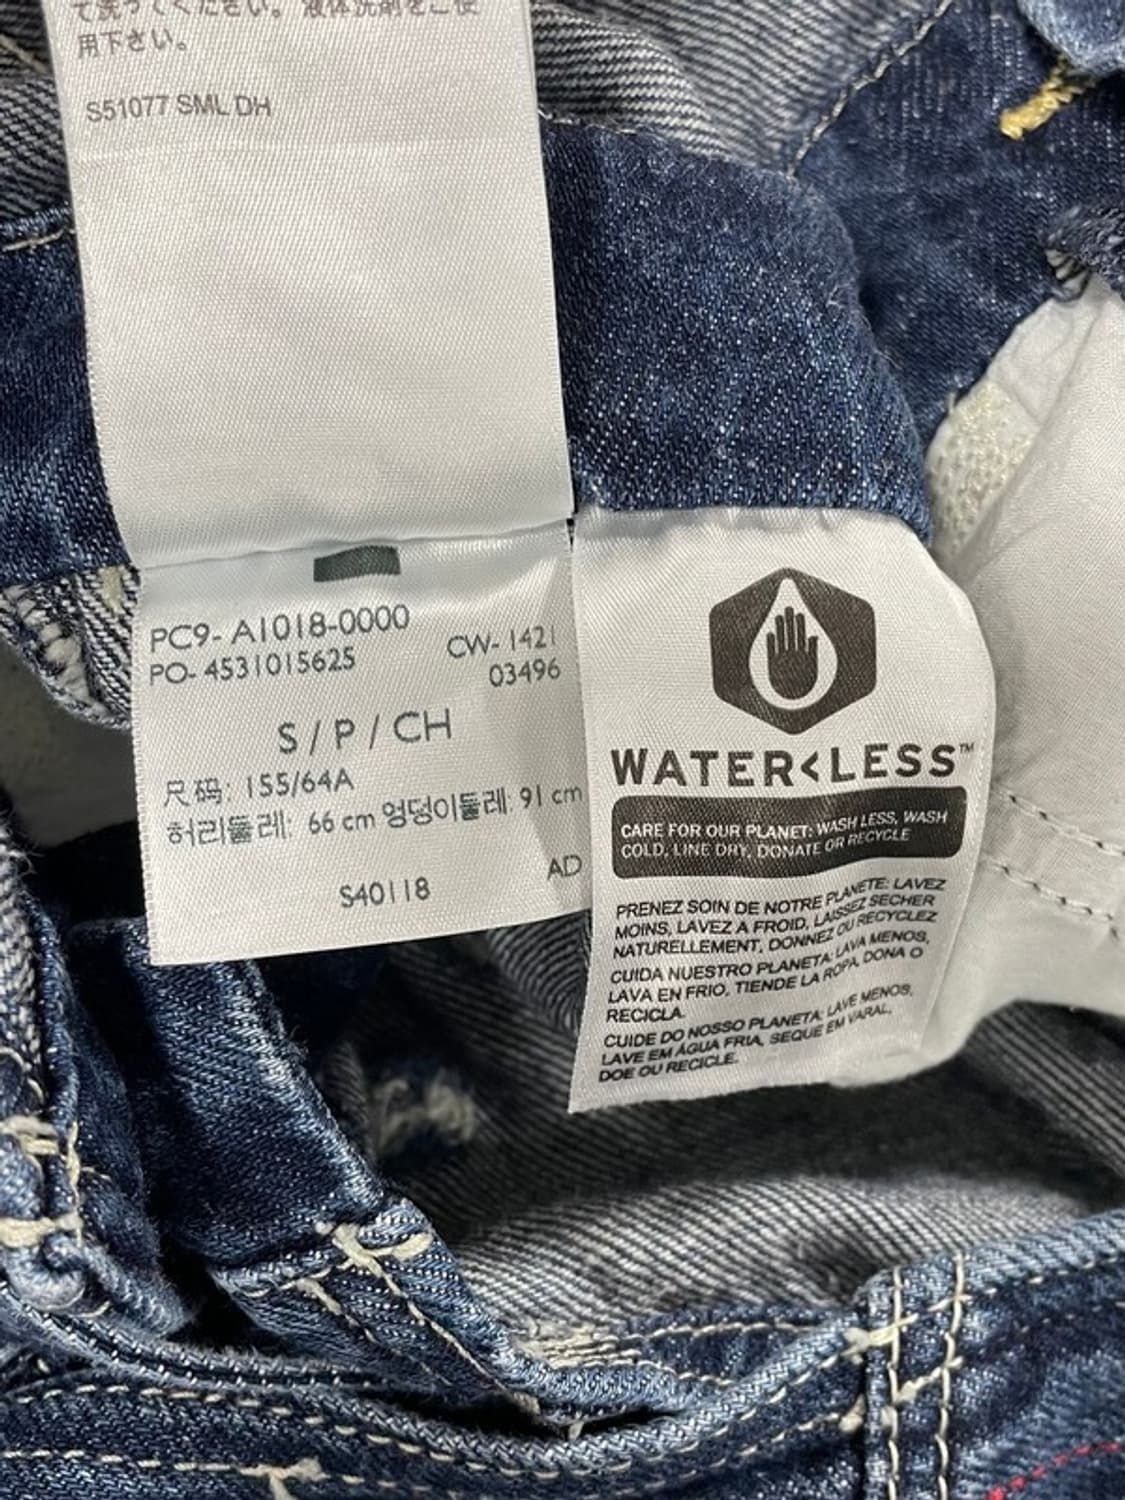 て洗ってください。液体洗剤をご使
用下さい。
S51077 SML DH
PC9- A1018-0000
PO- 4531015625
CW- 1421
03496
S / P / CH
尺码: 155/64A
허리둘레: 66 cm 엉덩이둘레: 91 cm
AD
S40118
WATER<LESS™
CARE FOR OUR PLANET: WASH LESS, WASH
COLD, LINE DRY, DONATE OR RECYCLE
PRENEZ SOIN DE NOTRE PLANÈTE: LAVEZ
MOINS, LAVEZ A FROID, LAISSEZ SECHER
NATURELLEMENT, DONNEZ OU RECYCLEZ
CUIDA NUESTRO PLANETA: LAVA MENOS,
LAVA EN FRIO, TIENDE LA ROPA, DONA O
RECICLA.
CUIDE DO NOSSO PLANETA: LAVE MENOS,
LAVE EM ÁGUA FRIA, SEQUE EM VARAL,
DOE OU RECICLE.